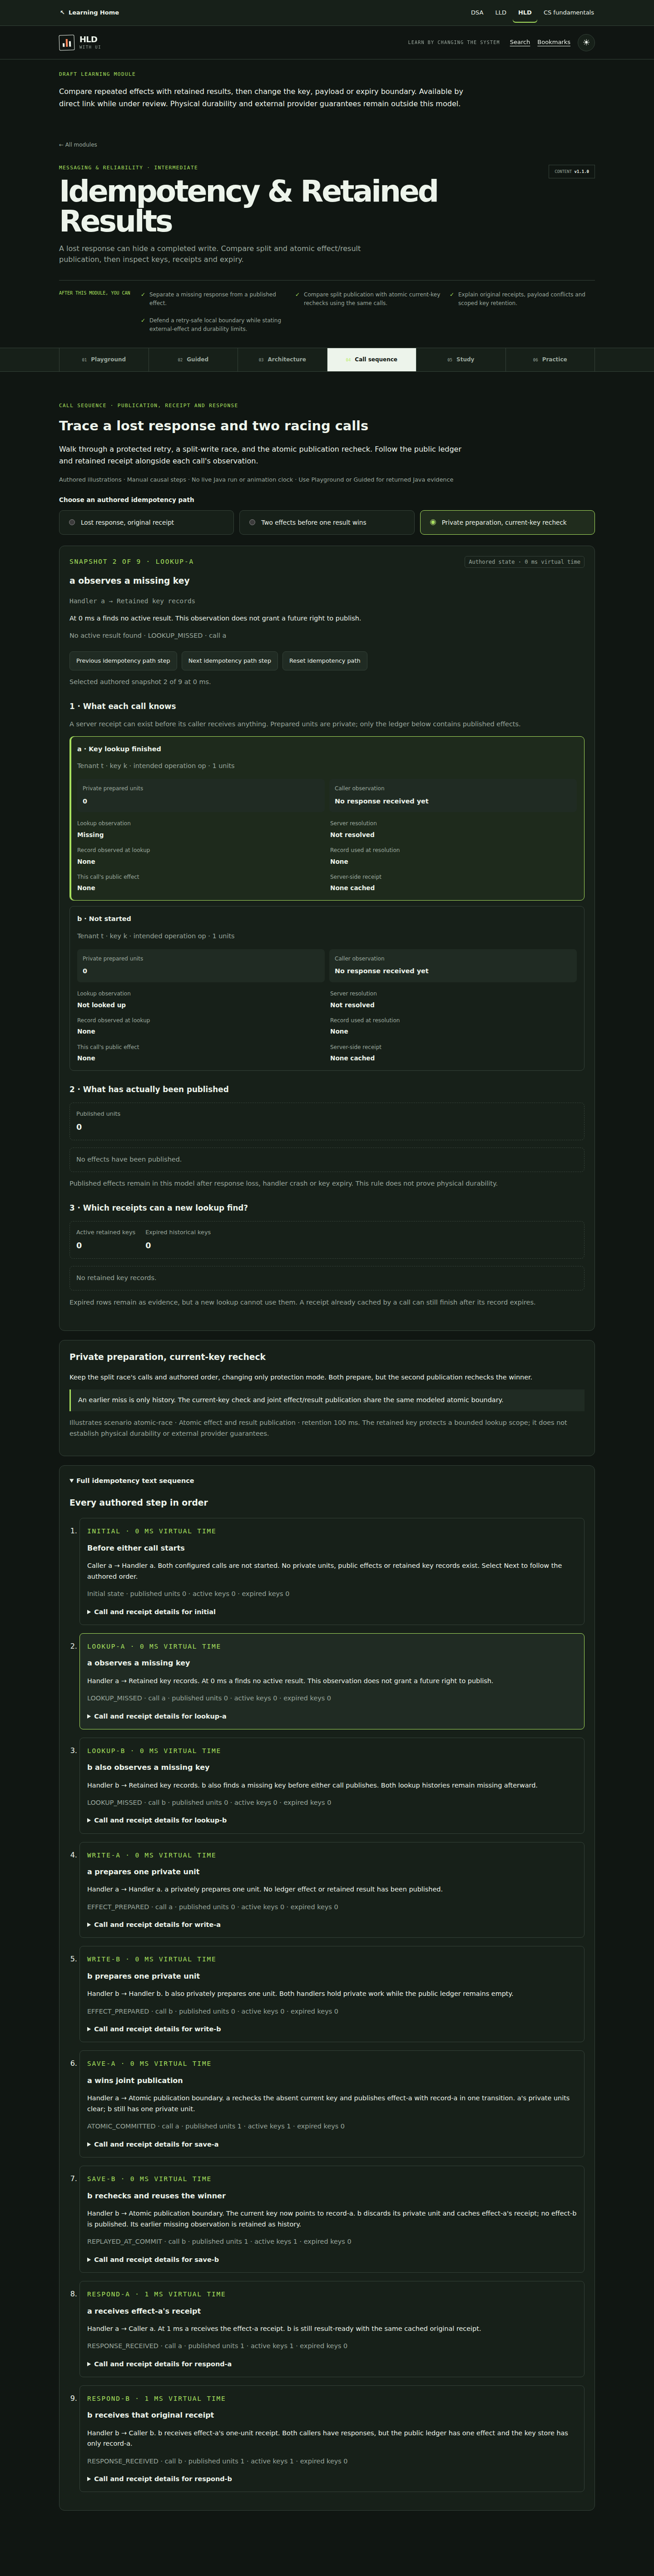 ↖ Learning Home
DSA LLD HLD CS fundamentals
HLD
WITH UI
LEARN BY CHANGING THE SYSTEM Search Bookmarks
DRAFT LEARNING MODULE
Compare repeated effects with retained results, then change the key, payload or expiry boundary. Available by
direct link while under review. Physical durability and external provider guarantees remain outside this model.
← All modules
MESSAGING & RELIABILITY · INTERMEDIATE
CONTENT v1.1.0
Idempotency & Retained
Results
A lost response can hide a completed write. Compare split and atomic effect/result
publication, then inspect keys, receipts and expiry.
AFTER THIS MODULE, YOU CAN
✓ Separate a missing response from a published
effect.
✓ Compare split publication with atomic current-key
rechecks using the same calls.
✓ Explain original receipts, payload conflicts and
scoped key retention.
✓ Defend a retry-safe local boundary while stating
external-effect and durability limits.
01 Playground
02 Guided
03 Architecture
04 Call sequence
05 Study
06 Practice
CALL SEQUENCE · PUBLICATION, RECEIPT AND RESPONSE
Trace a lost response and two racing calls
Walk through a protected retry, a split-write race, and the atomic publication recheck. Follow the public ledger
and retained receipt alongside each call's observation.
Authored illustrations · Manual causal steps · No live Java run or animation clock · Use Playground or Guided for returned Java evidence
Choose an authored idempotency path
Lost response, original receipt
Two effects before one result wins
Private preparation, current-key recheck
SNAPSHOT 2 OF 9 · LOOKUP-A
Authored state · 0 ms virtual time
a observes a missing key
Handler a → Retained key records
At 0 ms a finds no active result. This observation does not grant a future right to publish.
No active result found · LOOKUP_MISSED · call a
Previous idempotency path step
Next idempotency path step
Reset idempotency path
Selected authored snapshot 2 of 9 at 0 ms.
1 · What each call knows
A server receipt can exist before its caller receives anything. Prepared units are private; only the ledger below contains published effects.
a · Key lookup finished
Tenant t · key k · intended operation op · 1 units
Private prepared units
0
Caller observation
No response received yet
Lookup observation
Missing
Server resolution
Not resolved
Record observed at lookup
None
Record used at resolution
None
This call's public effect
None
Server-side receipt
None cached
b · Not started
Tenant t · key k · intended operation op · 1 units
Private prepared units
0
Caller observation
No response received yet
Lookup observation
Not looked up
Server resolution
Not resolved
Record observed at lookup
None
Record used at resolution
None
This call's public effect
None
Server-side receipt
None cached
2 · What has actually been published
Published units
0
No effects have been published.
Published effects remain in this model after response loss, handler crash or key expiry. This rule does not prove physical durability.
3 · Which receipts can a new lookup find?
Active retained keys
0
Expired historical keys
0
No retained key records.
Expired rows remain as evidence, but a new lookup cannot use them. A receipt already cached by a call can still finish after its record expires.
Private preparation, current-key recheck
Keep the split race's calls and authored order, changing only protection mode. Both prepare, but the second publication rechecks the winner.
An earlier miss is only history. The current-key check and joint effect/result publication share the same modeled atomic boundary.
Illustrates scenario atomic-race · Atomic effect and result publication · retention 100 ms. The retained key protects a bounded lookup scope; it does not
establish physical durability or external provider guarantees.
▼ Full idempotency text sequence
Every authored step in order
1. INITIAL · 0 MS VIRTUAL TIME
Before either call starts
Caller a → Handler a. Both configured calls are not started. No private units, public effects or retained key records exist. Select Next to follow the
authored order.
Initial state · published units 0 · active keys 0 · expired keys 0
▶ Call and receipt details for initial
2. LOOKUP-A · 0 MS VIRTUAL TIME
a observes a missing key
Handler a → Retained key records. At 0 ms a finds no active result. This observation does not grant a future right to publish.
LOOKUP_MISSED · call a · published units 0 · active keys 0 · expired keys 0
▶ Call and receipt details for lookup-a
3. LOOKUP-B · 0 MS VIRTUAL TIME
b also observes a missing key
Handler b → Retained key records. b also finds a missing key before either call publishes. Both lookup histories remain missing afterward.
LOOKUP_MISSED · call b · published units 0 · active keys 0 · expired keys 0
▶ Call and receipt details for lookup-b
4. WRITE-A · 0 MS VIRTUAL TIME
a prepares one private unit
Handler a → Handler a. a privately prepares one unit. No ledger effect or retained result has been published.
EFFECT_PREPARED · call a · published units 0 · active keys 0 · expired keys 0
▶ Call and receipt details for write-a
5. WRITE-B · 0 MS VIRTUAL TIME
b prepares one private unit
Handler b → Handler b. b also privately prepares one unit. Both handlers hold private work while the public ledger remains empty.
EFFECT_PREPARED · call b · published units 0 · active keys 0 · expired keys 0
▶ Call and receipt details for write-b
6. SAVE-A · 0 MS VIRTUAL TIME
a wins joint publication
Handler a → Atomic publication boundary. a rechecks the absent current key and publishes effect-a with record-a in one transition. a's private units
clear; b still has one private unit.
ATOMIC_COMMITTED · call a · published units 1 · active keys 1 · expired keys 0
▶ Call and receipt details for save-a
7. SAVE-B · 0 MS VIRTUAL TIME
b rechecks and reuses the winner
Handler b → Atomic publication boundary. The current key now points to record-a. b discards its private unit and caches effect-a's receipt; no effect-b
is published. Its earlier missing observation is retained as history.
REPLAYED_AT_COMMIT · call b · published units 1 · active keys 1 · expired keys 0
▶ Call and receipt details for save-b
8. RESPOND-A · 1 MS VIRTUAL TIME
a receives effect-a's receipt
Handler a → Caller a. At 1 ms a receives the effect-a receipt. b is still result-ready with the same cached original receipt.
RESPONSE_RECEIVED · call a · published units 1 · active keys 1 · expired keys 0
▶ Call and receipt details for respond-a
9. RESPOND-B · 1 MS VIRTUAL TIME
b receives that original receipt
Handler b → Caller b. b receives effect-a's one-unit receipt. Both callers have responses, but the public ledger has one effect and the key store has
only record-a.
RESPONSE_RECEIVED · call b · published units 1 · active keys 1 · expired keys 0
▶ Call and receipt details for respond-b